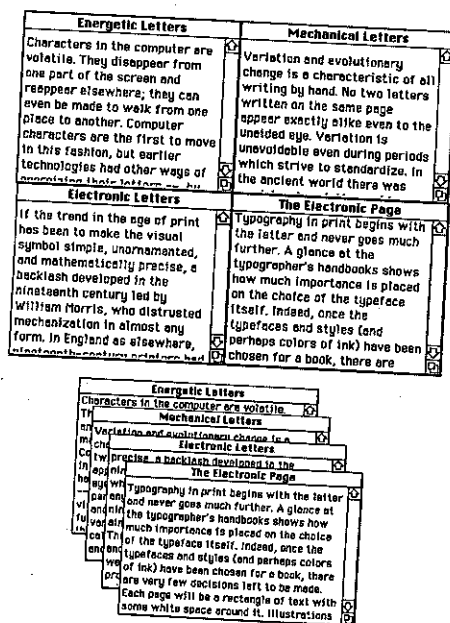 Energetic Letters
Characters in the computer are
volatile. They disappear from
one part of the screen and
reappear elsewhere; they can
even be made to walk from one
place to another. Computer
characters are the first to move
in this fashion, but earlier
technologies had other ways of
energizing their letters as, by
Mechanical Letters
Variation and evolutionary
change is a characteristic of all
writing by hand. No two letters
written on the same page
appear exactly alike even to the
uneided eye. Variation is
unavoidable even during periods
which strive to standardize. In
the ancient world there was
Electronic Letters
If the trend in the age of print
has been to make the visual
symbol simple, unornamented,
and mathematically precise, a
backlash developed in the
nineteenth century led by
William Morris, who distrusted
mechanization in almost any
form. In England as elsewhere,
nineteenth-century printers had
The Electronic Page
Typography in print begins with
the letter and never goes much
further. A glance at the
typographer's handbooks shows
how much importance is placed
on the choice of the typeface
itself. Indeed, once the
typefaces and styles (and
perhaps colors of ink) have been
chosen for a book, there are
Energetic Letters
Characters in the computer are volatile.
Th
Mechanical Letters
Variation and evolutionary change is a
Electronic Letters
precise, a backlash developed in the
The Electronic Page
Typography in print begins with the letter
and never goes much further. A glance at
the typographer's handbooks shows how
much importance is placed on the choice
of the typeface itself. Indeed, once the
typefaces and styles (and perhaps colors
of ink) have been chosen for a book, there
are very few decisions left to be made.
Each page will be a rectangle of text with
some white space around it. Illustrations